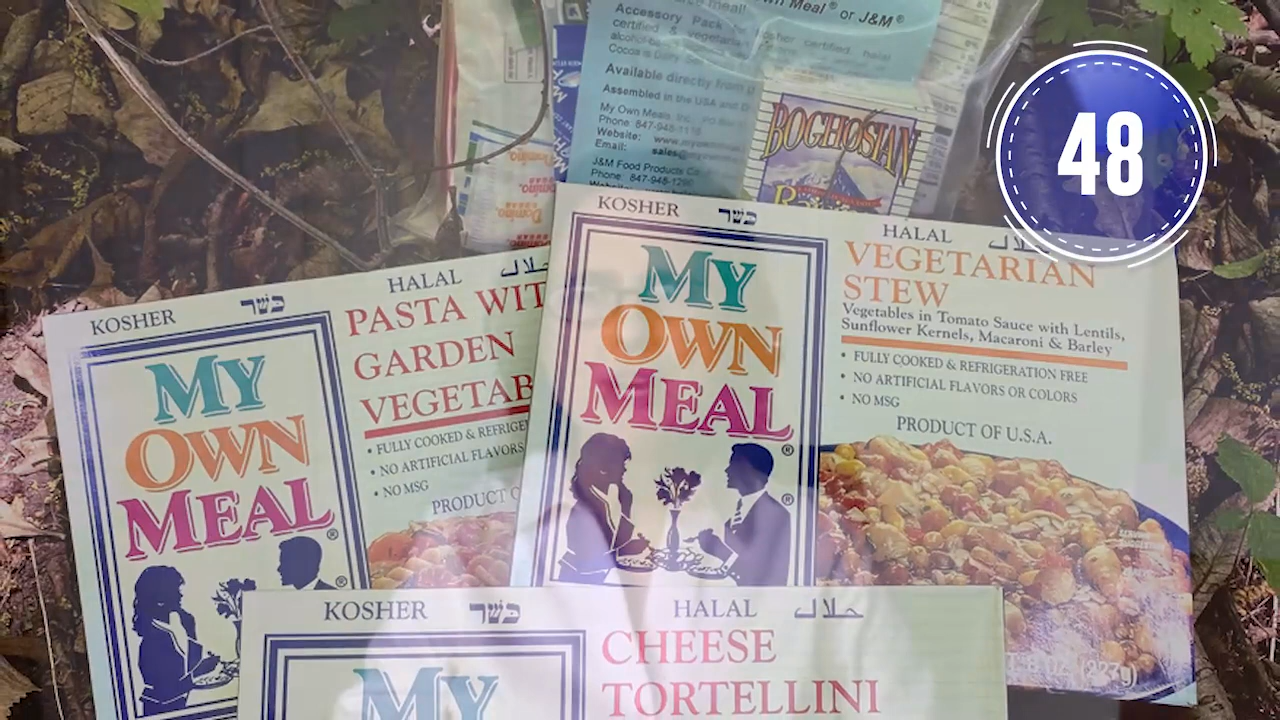 wn Meal® or J&M®
Accessory Pack
Available directly from
Assembled in the USA and
My Own Meals, Inc.
Phone: 847-948-1118
Website:
Email: sales@
J&M Food Products Co
Phone 847-948-1290
Domino
BOGHOSIAN
48
KOSHER כשר
HALAL حلال
MY
OWN
MEAL
VEGETARIAN
STEW
Vegetables in Tomato Sauce with Lentils,
Sunflower Kernels, Macaroni & Barley
• FULLY COOKED & REFRIGERATION FREE
• NO ARTIFICIAL FLAVORS OR COLORS
• NO MSG
PRODUCT OF U.S.A.
KOSHER כשר
HALAL حلال
PASTA WIT
GARDEN
VEGETAB
• FULLY COOKED & REFRIGE
• NO ARTIFICIAL FLAVORS
• NO MSG
PRODUCT O
MY
OWN
MEAL
KOSHER כשר
HALAL حلال
MY
CHEESE
TORTELLINI